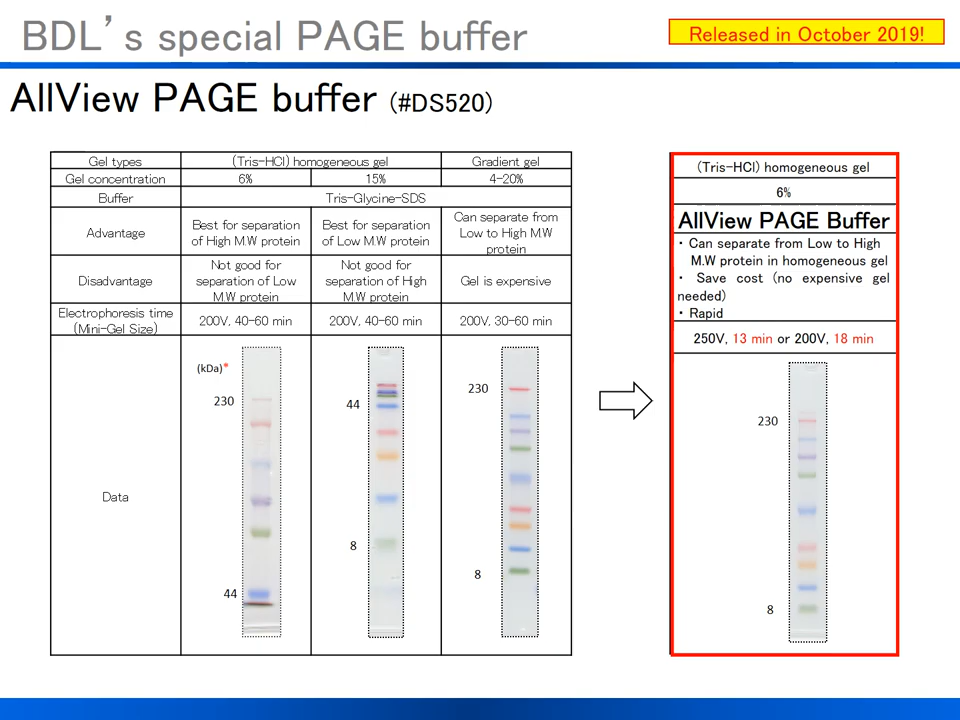 BDL’s special PAGE buffer
Released in October 2019!
AllView PAGE buffer (#DS520)
Gel types (Tris-HCl) homogeneous gel Gradient gel
Gel concentration 6% 15% 4-20%
Buffer Tris-Glycine-SDS
Advantage
Best for separation
of High M.W protein
Best for separation
of Low M.W protein
Can separate from
Low to High M.W
protein
Disadvantage
Not good for
separation of Low
M.W protein
Not good for
separation of High
M.W protein
Gel is expensive
Electrophoresis time
(Mini-Gel Size)
200V, 40-60 min 200V, 40-60 min 200V, 30-60 min
Data
(kDa)*
230
44
44
8
230
8
(Tris-HCl) homogeneous gel
6%
AllView PAGE Buffer
・Can separate from Low to High
M.W protein in homogeneous gel
・ Save cost (no expensive gel
needed)
・Rapid
250V, 13 min or 200V, 18 min
230
8